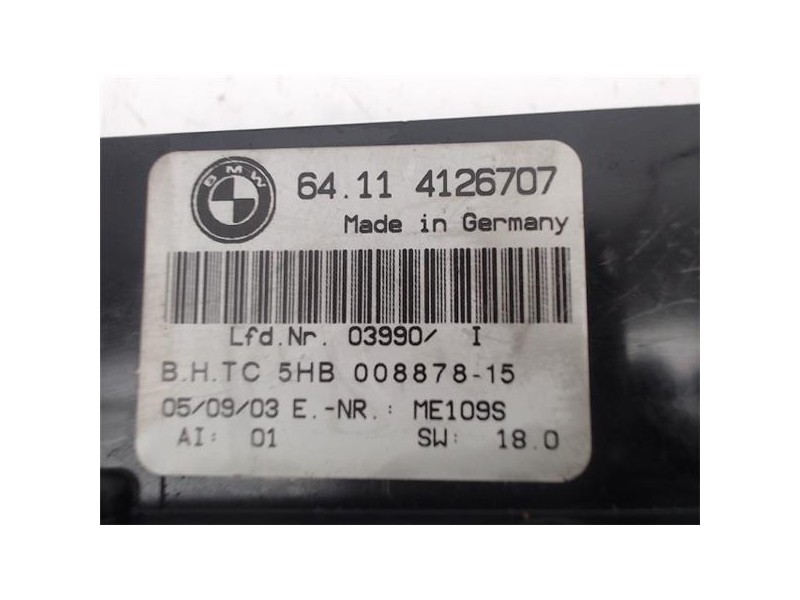 BMW
64.11 4126707
Made in Germany
Lfd.Nr. 03990/ I
B.H.TC 5HB 008878-15
05/09/03 E.-NR.: ME109S
AI: 01 SW: 18.0